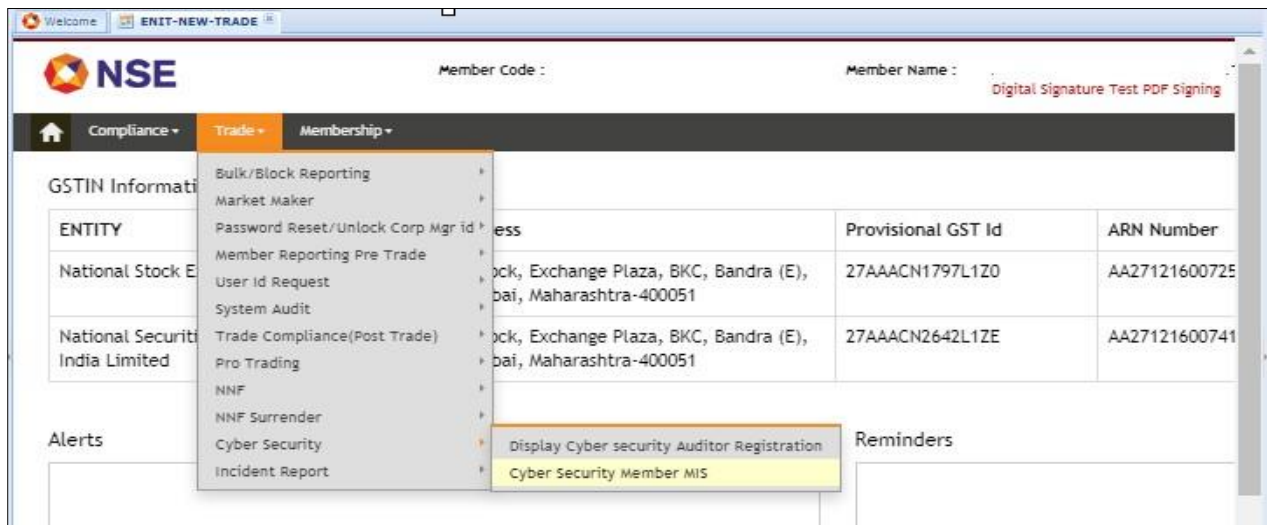 Welcome ENIT-NEW-TRADE
NSE Member Code : Member Name :
Digital Signature Test PDF Signing
Compliance Trade Membership
GSTIN Informati
Bulk/Block Reporting
Market Maker
Password Reset/Unlock Corp Mgr id
Member Reporting Pre Trade
User Id Request
System Audit
Trade Compliance(Post Trade)
Pro Trading
NNF
NNF Surrender
Cyber Security
Incident Report
Display Cyber security Auditor Registration
Cyber Security Member MIS
ENTITY ess Provisional GST Id ARN Number
National Stock E ock, Exchange Plaza, BKC, Bandra (E), 27AAACN1797L1Z0 AA27121600725
bai, Maharashtra-400051
National Securiti ock, Exchange Plaza, BKC, Bandra (E), 27AAACN2642L1ZE AA27121600741
India Limited bai, Maharashtra-400051
Alerts Reminders